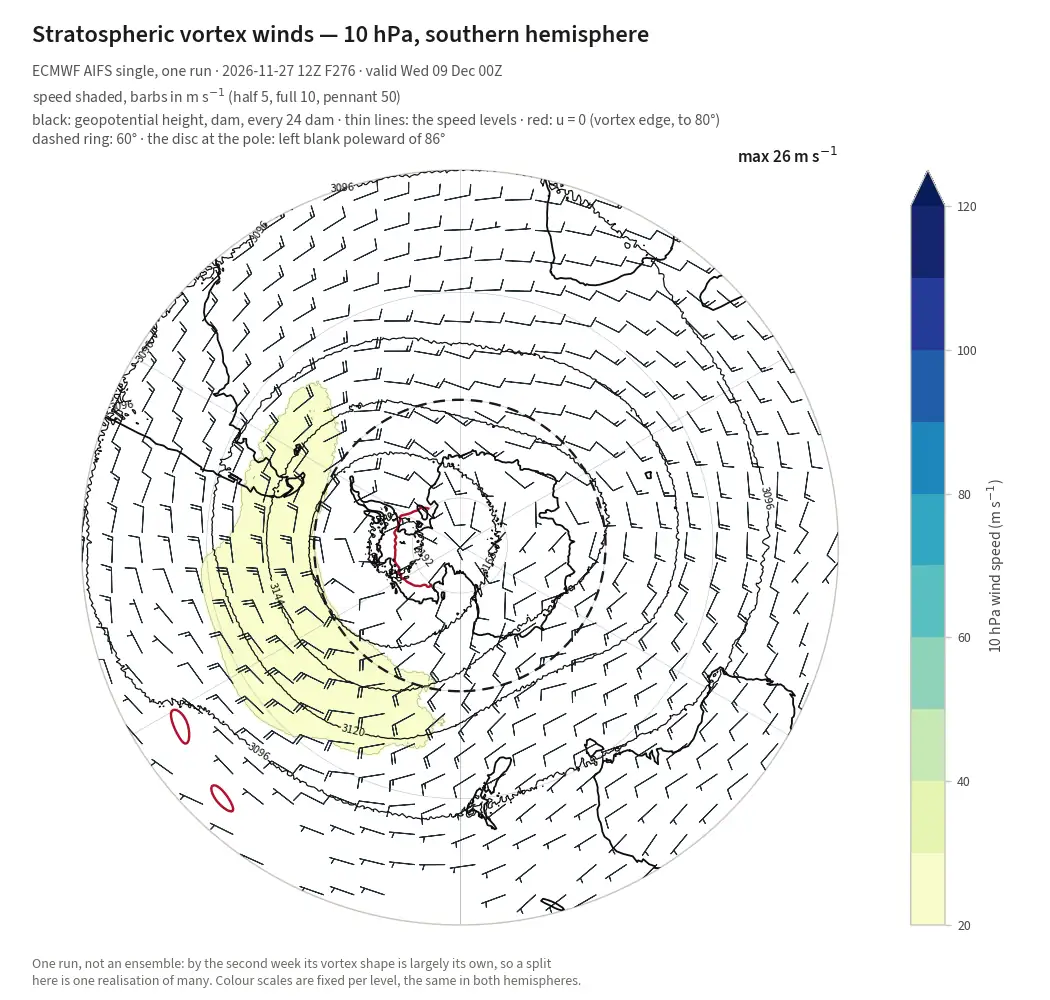 Stratospheric vortex winds — 10 hPa, southern hemisphere
ECMWF AIFS single, one run · 2026-11-27 12Z F276 · valid Wed 09 Dec 00Z
speed shaded, barbs in m s⁻¹ (half 5, full 10, pennant 50)
black: geopotential height, dam, every 24 dam · thin lines: the speed levels · red: u = 0 (vortex edge, to 80°)
dashed ring: 60° · the disc at the pole: left blank poleward of 86°
max 26 m s⁻¹
3096
3096
3096
3096
3096
3144
3120
3096
120
100
80
60
40
20
10 hPa wind speed (m s⁻¹)
One run, not an ensemble: by the second week its vortex shape is largely its own, so a split
here is one realisation of many. Colour scales are fixed per level, the same in both hemispheres.